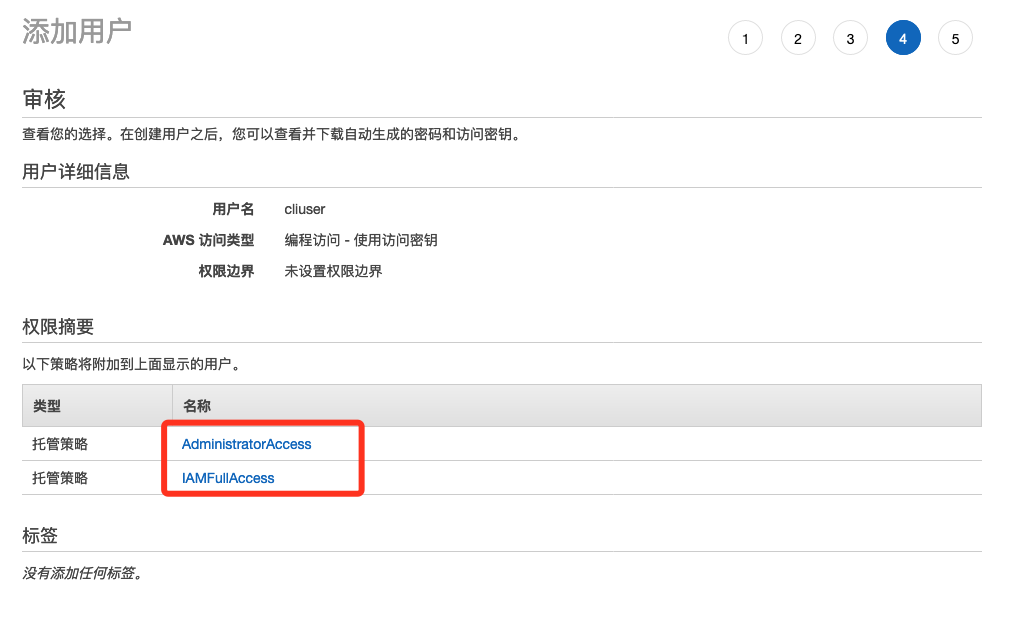 添加用户
1 2 3 4 5
审核
查看您的选择。在创建用户之后，您可以查看并下载自动生成的密码和访问密钥。
用户详细信息
用户名 cliuser
AWS 访问类型 编程访问 - 使用访问密钥
权限边界 未设置权限边界
权限摘要
以下策略将附加到上面显示的用户。
类型 名称
托管策略 AdministratorAccess
托管策略 IAMFullAccess
标签
没有添加任何标签。